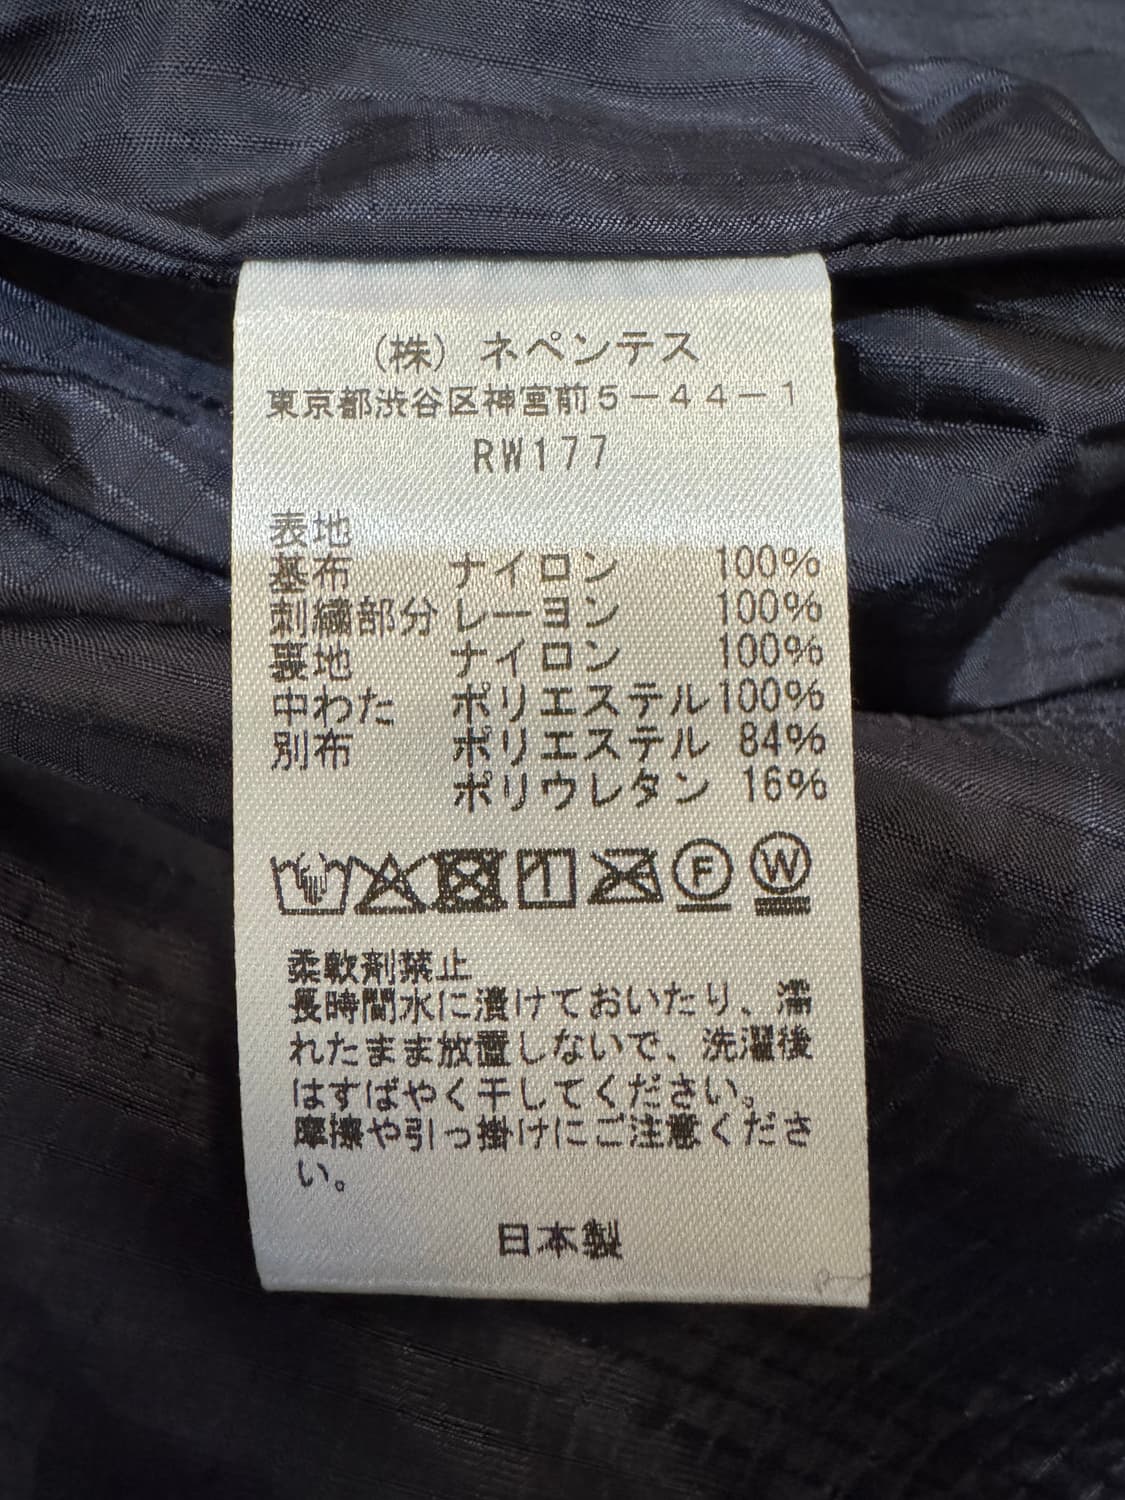 (株) ネペンテス
東京都渋谷区神宮前5-44-1
RW177
表地
基布 ナイロン 100%
刺繍部分 レーヨン 100%
裏地 ナイロン 100%
中わた ポリエステル100%
別布 ポリエステル 84%
ポリウレタン 16%
F W
柔軟剤禁止
長時間水に漬けておいたり、濡
れたまま放置しないで、洗濯後
はすばやく干してください。
摩擦や引っ掛けにご注意くださ
い。
日本製